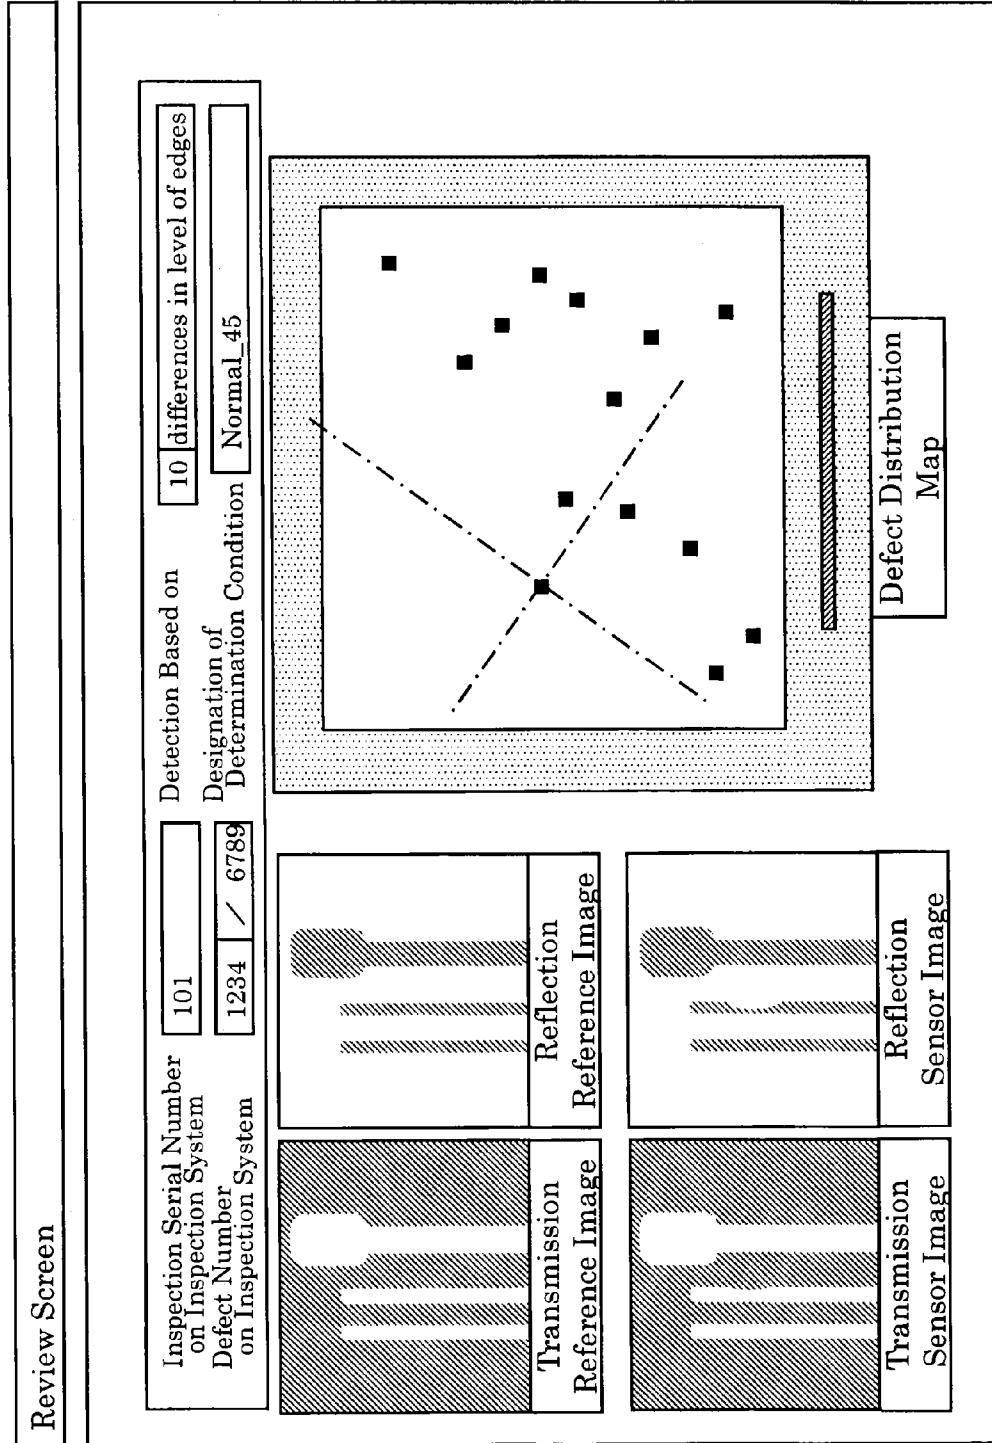 Review Screen
Inspection Serial Number
on Inspection System
101
Detection Based on
10
differences in level of edges
Defect Number
on Inspection System
1234 / 6789
Designation of
Determination Condition
Normal_45
Transmission
Reference Image
Reflection
Reference Image
Transmission
Sensor Image
Reflection
Sensor Image
Defect Distribution
Map